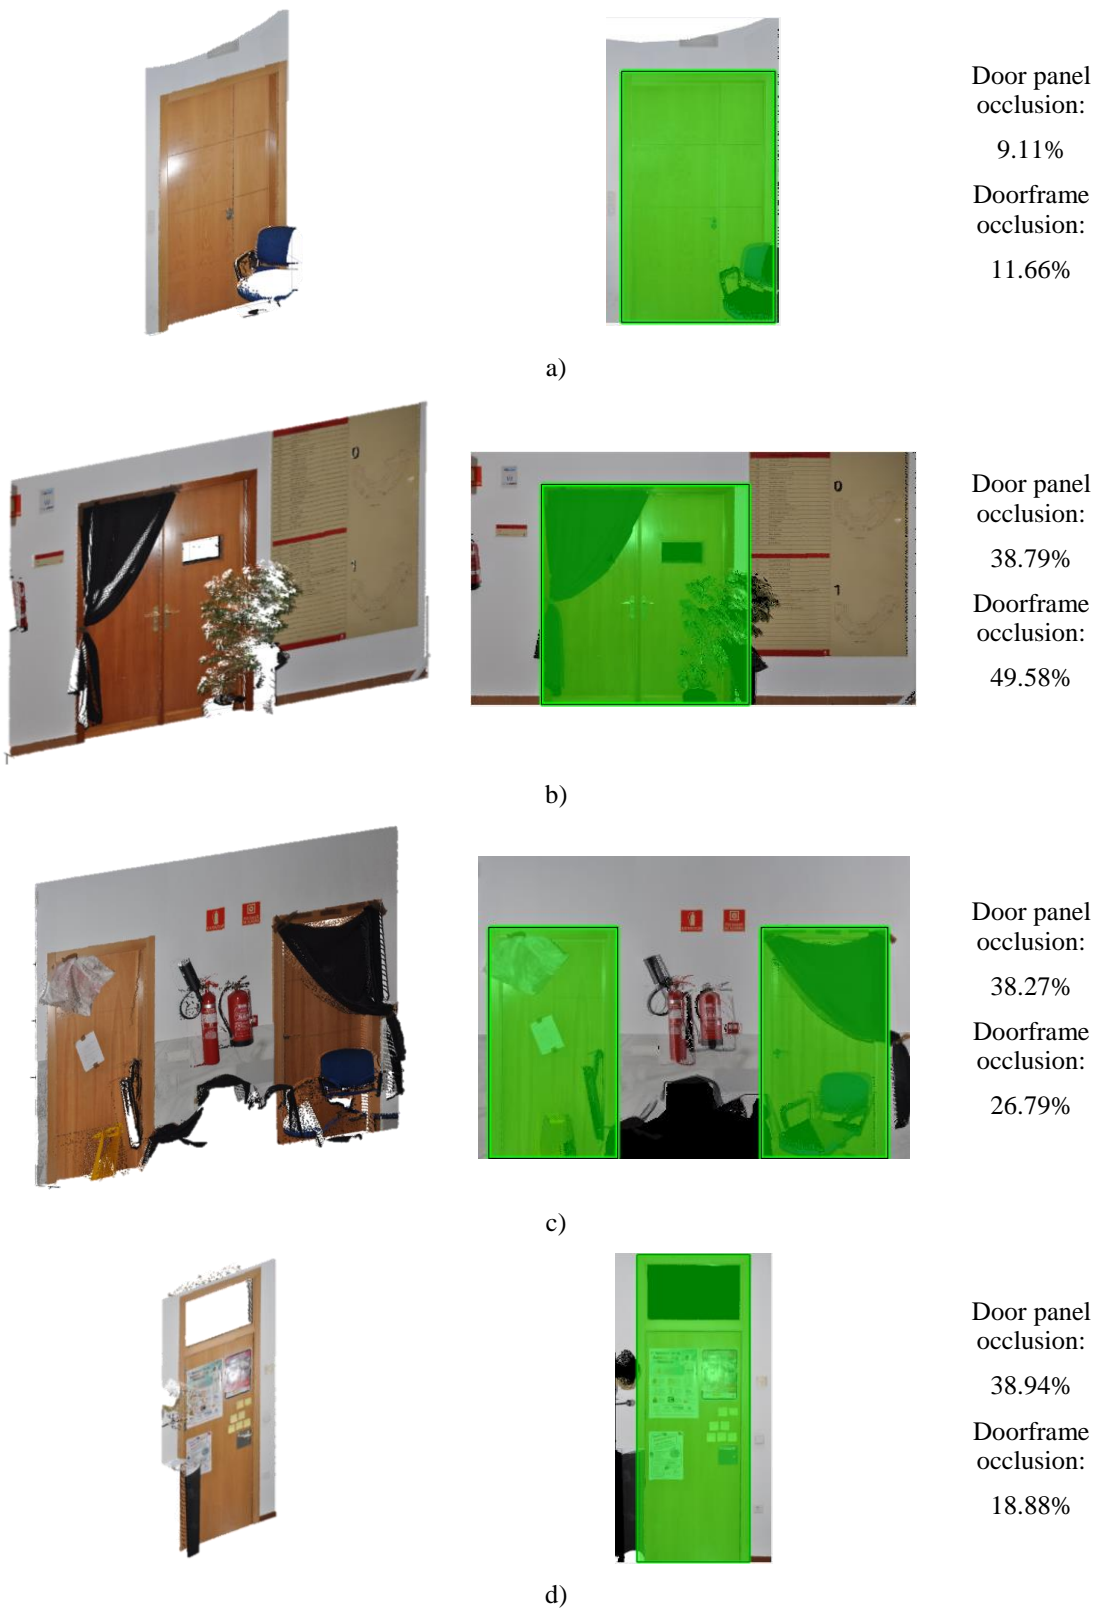 Door panel
occlusion:
9.11%
Doorframe
occlusion:
11.66%
a)
0
0
1
Door panel
occlusion:
38.79%
Doorframe
occlusion:
49.58%
b)
Door panel
occlusion:
38.27%
Doorframe
occlusion:
26.79%
c)
Door panel
occlusion:
38.94%
Doorframe
occlusion:
18.88%
d)